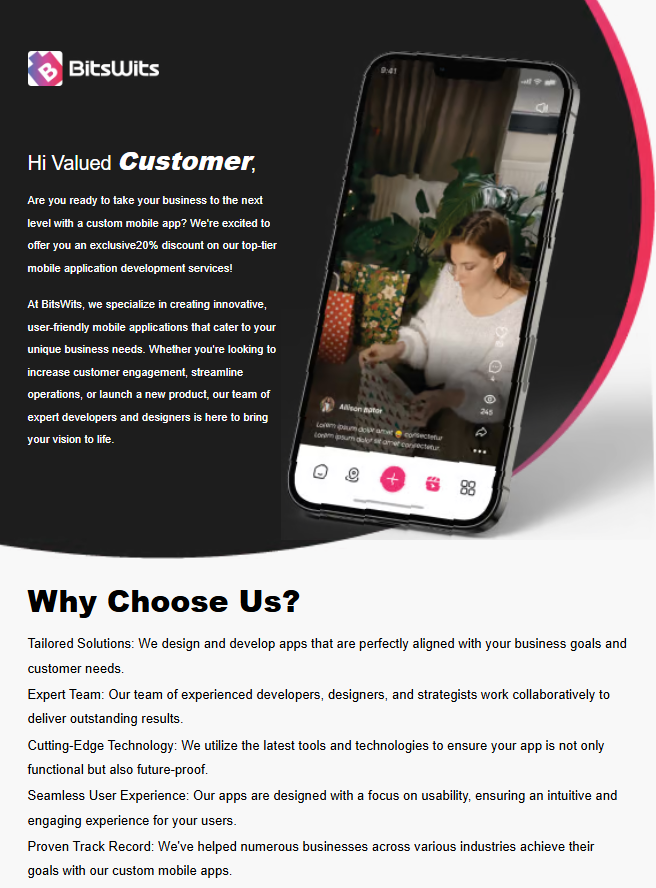 BitsWits
Hi Valued Customer,
Are you ready to take your business to the next
level with a custom mobile app? We're excited to
offer you an exclusive20% discount on our top-tier
mobile application development services!
At BitsWits, we specialize in creating innovative,
user-friendly mobile applications that cater to your
unique business needs. Whether you're looking to
increase customer engagement, streamline
operations, or launch a new product, our team of
expert developers and designers is here to bring
your vision to life.
9:41
4
245
Allison bator
Lorem ipsum dolor amet 😀 consectetur
Lorem ipsum dolor sit amet consectetur
Why Choose Us?
Tailored Solutions: We design and develop apps that are perfectly aligned with your business goals and
customer needs.
Expert Team: Our team of experienced developers, designers, and strategists work collaboratively to
deliver outstanding results.
Cutting-Edge Technology: We utilize the latest tools and technologies to ensure your app is not only
functional but also future-proof.
Seamless User Experience: Our apps are designed with a focus on usability, ensuring an intuitive and
engaging experience for your users.
Proven Track Record: We've helped numerous businesses across various industries achieve their
goals with our custom mobile apps.